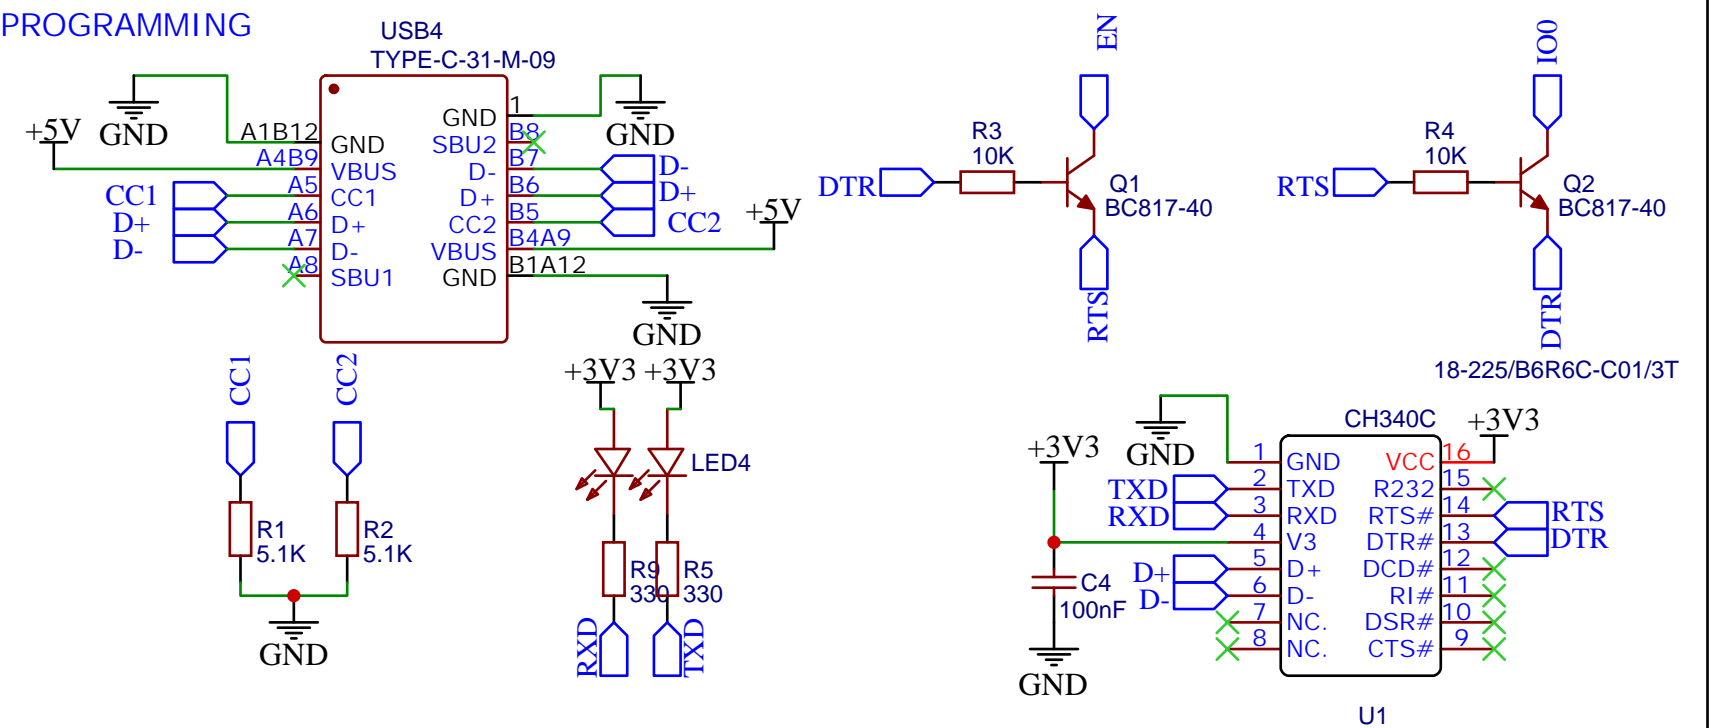 PROGRAMMING
USB4
TYPE-C-31-M-09
GND
+5V
A1B12
A4B9
A5
A6
A7
A8
CC1
D+
D-
GND
VBUS
CC1
D+
D-
SBU1
GND
SBU2
D-
D+
CC2
VBUS
GND
1
B8
B7
B6
B5
B4A9
B1A12
GND
D-
D+
CC2
+5V
GND
EN
DTR
R3
10K
Q1
BC817-40
RTS
IO0
RTS
R4
10K
Q2
BC817-40
DTR
CC1
CC2
R1
5.1K
R2
5.1K
GND
+3V3
+3V3
LED4
R9
330
R5
330
RXD
TXD
18-225/B6R6C-C01/3T
CH340C
+3V3
GND
+3V3
TXD
RXD
D+
D-
C4
100nF
GND
1 GND
2 TXD
3 RXD
4 V3
5 D+
6 D-
7 NC.
8 NC.
VCC 16
R232 15
RTS# 14
DTR# 13
DCD# 12
RI# 11
DSR# 10
CTS# 9
RTS
DTR
U1